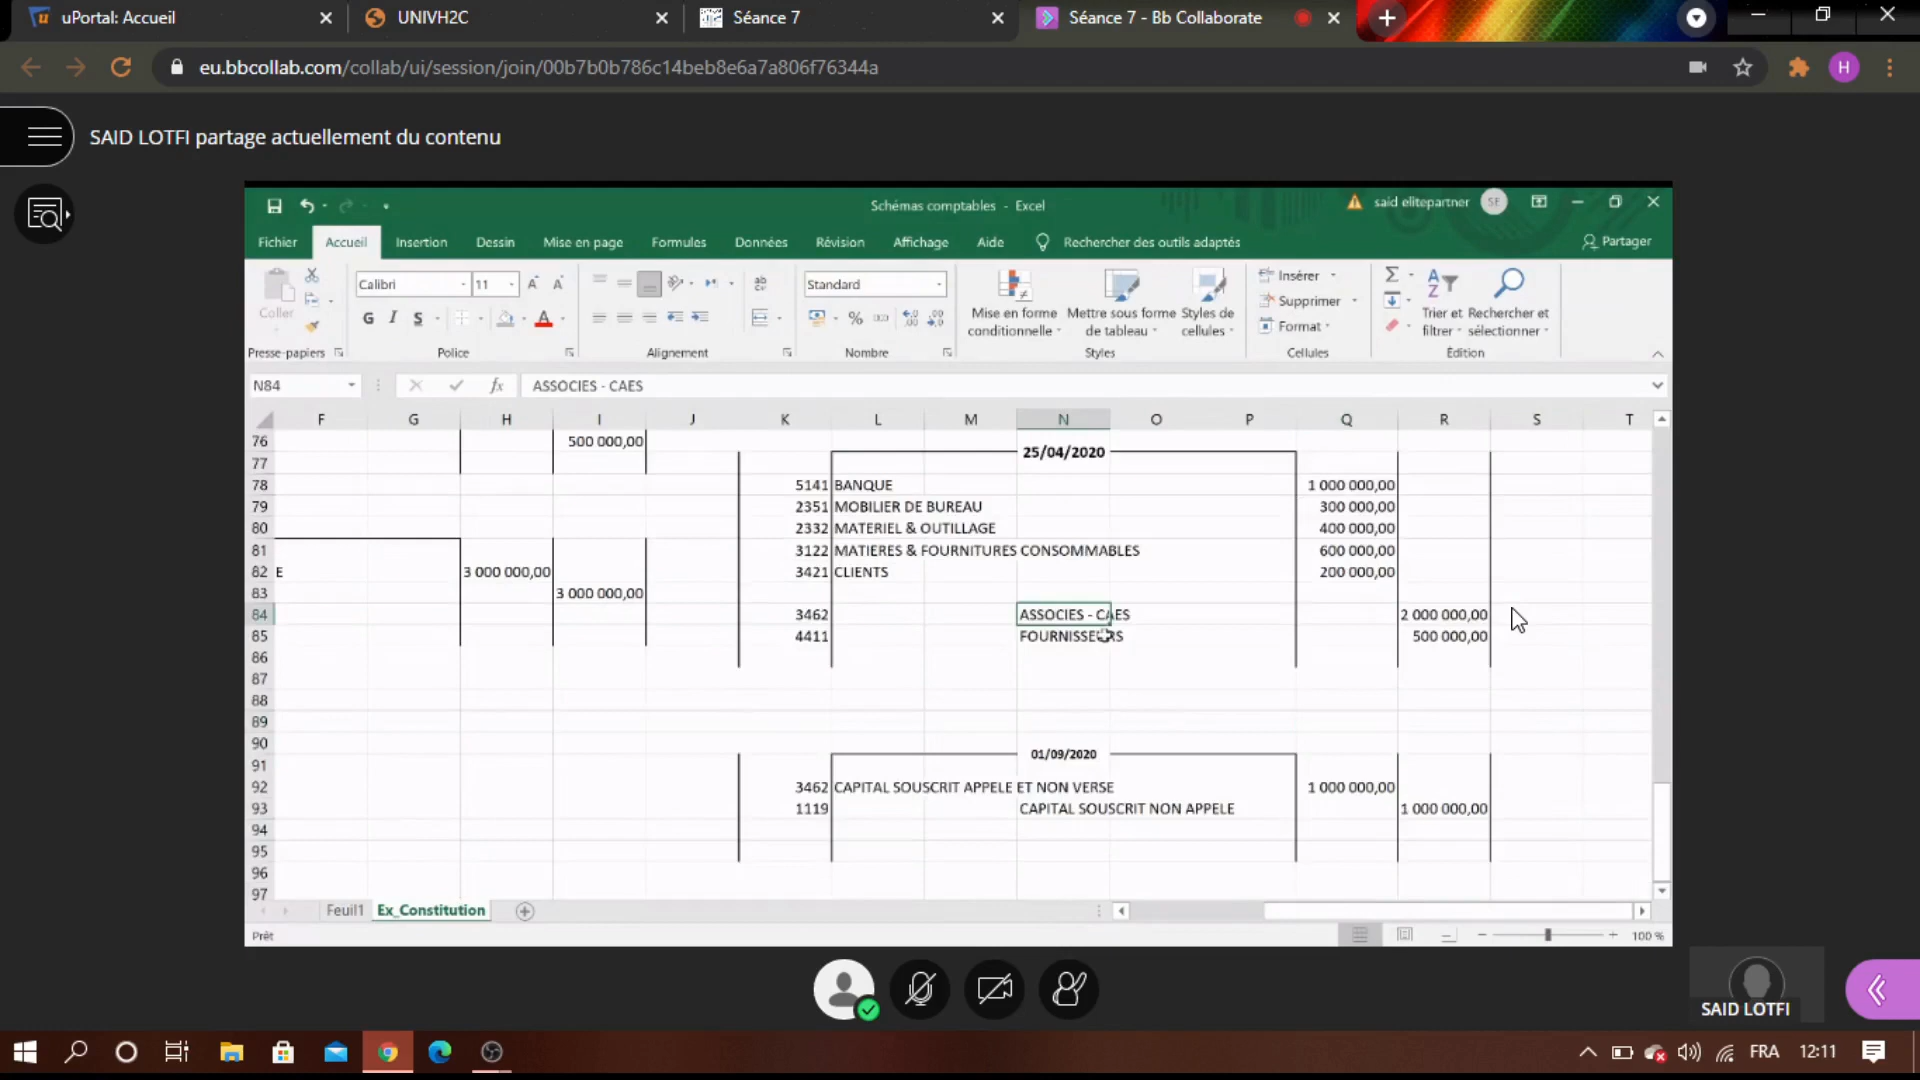 uPortal: Accueil
UNIVH2C
Séance 7
Séance 7 - Bb Collaborate
eu.bbcollab.com/collab/ui/session/join/00b7b0b786c14beb8e6a7a806f76344a
H
SAID LOTFI partage actuellement du contenu
Schémas comptables - Excel
said elitepartner
SE
Fichier Accueil Insertion Dessin Mise en page Formules Données Révision Affichage Aide Rechercher des outils adaptés Partager
Coller
Calibri 11
Standard
G I S
%
Mise en forme conditionnelle
Mettre sous forme de tableau
Styles de cellules
Insérer
Supprimer
Format
Trier et filtrer
Rechercher et sélectionner
Presse-papiers Police Alignement Nombre Styles Cellules Édition
N84 fx ASSOCIES - CAES
F G H I J K L M N O P Q R S T
76 500 000,00
77 25/04/2020
78 5141 BANQUE 1 000 000,00
79 2351 MOBILIER DE BUREAU 300 000,00
80 2332 MATERIEL & OUTILLAGE 400 000,00
81 3122 MATIERES & FOURNITURES CONSOMMABLES 600 000,00
82 E 3 000 000,00 3421 CLIENTS 200 000,00
83 3 000 000,00
84 3462 ASSOCIES - CAES 2 000 000,00
85 4411 FOURNISSEURS 500 000,00
86
87
88
89
90
91 01/09/2020
92 3462 CAPITAL SOUSCRIT APPELE ET NON VERSE 1 000 000,00
93 1119 CAPITAL SOUSCRIT NON APPELE 1 000 000,00
94
95
96
97
Feuil1 Ex_Constitution
Prêt
100 %
SAID LOTFI
FRA 12:11